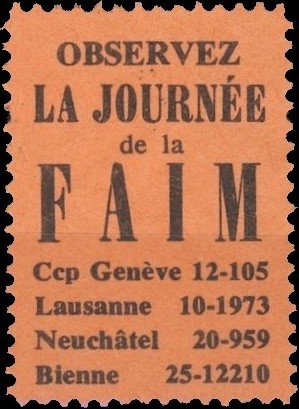 OBSERVEZ
LA JOURNÉE
de la
FAIM
Ccp Genève 12-105
Lausanne 10-1973
Neuchâtel 20-959
Bienne 25-12210